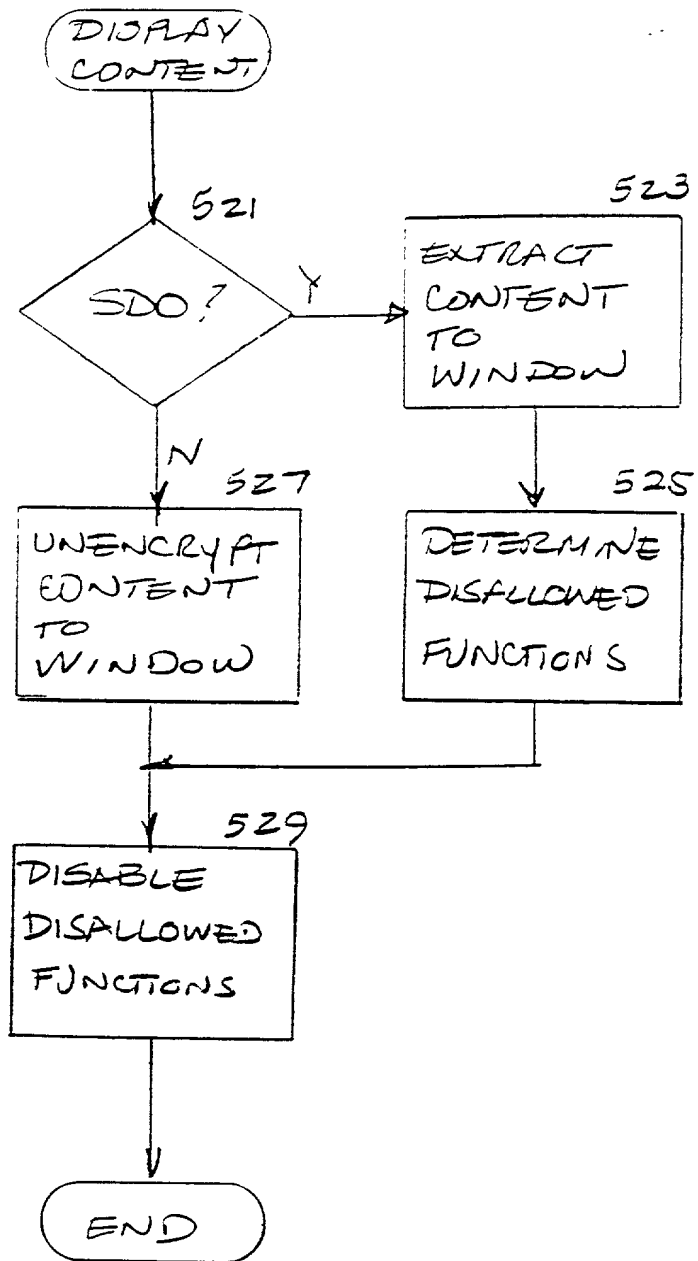 DISPLAY
CONTENT
521
SDO?
Y
523
EXTRACT
CONTENT
TO
WINDOW
N
527
UNENCRYPT
CONTENT
TO
WINDOW
525
DETERMINE
DISALLOWED
FUNCTIONS
529
DISABLE
DISALLOWED
FUNCTIONS
END